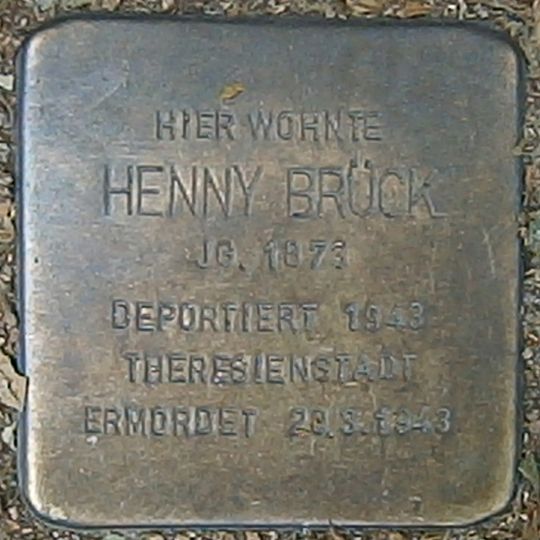 HIER WOHNTE
HENNY BRÜCK
JG. 1873
DEPORTIERT 1943
THERESIENSTADT
ERMORDET